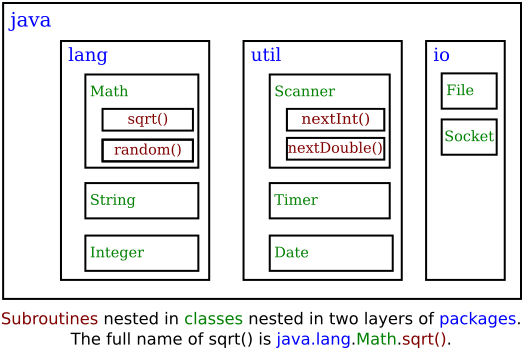 java
lang
Math
sqrt()
random()
String
Integer
util
Scanner
nextInt()
nextDouble()
Timer
Date
io
File
Socket
Subroutines nested in classes nested in two layers of packages.
The full name of sqrt() is java.lang.Math.sqrt().